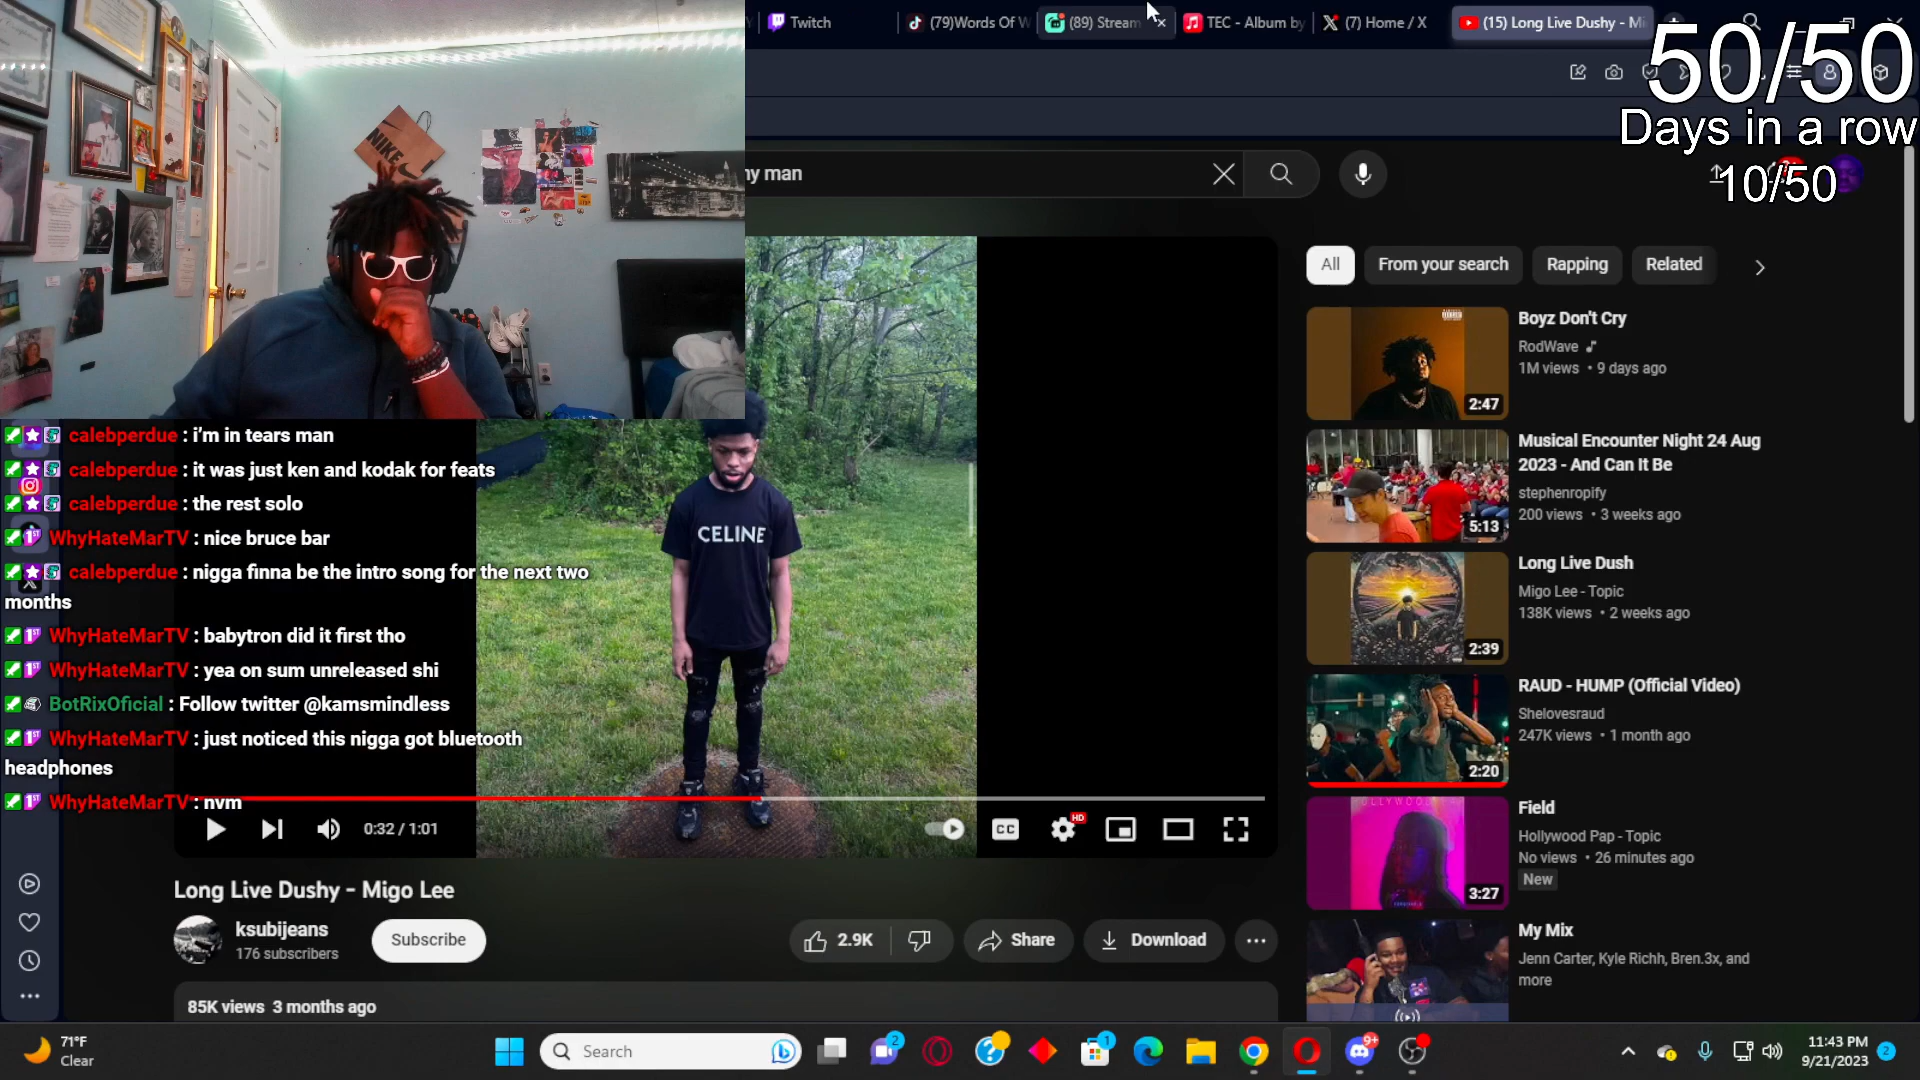 Twitch
(79)Words Of W
(89) Stream
TEC - Album by
(7) Home / X
(15) Long Live Dushy - Mi
50/50
Days in a row
10/50
y man
NIKE
All
From your search
Rapping
Related
Boyz Don't Cry
RodWave
1M views • 9 days ago
2:47
Musical Encounter Night 24 Aug
2023 - And Can It Be
stephenropify
200 views • 3 weeks ago
5:13
Long Live Dush
Migo Lee - Topic
138K views • 2 weeks ago
2:39
RAUD - HUMP (Official Video)
Shelovesraud
247K views • 1 month ago
2:20
Field
Hollywood Pap - Topic
No views • 26 minutes ago
New
3:27
My Mix
Jenn Carter, Kyle Richh, Bren.3x, and
more
calebperdue : i'm in tears man
calebperdue : it was just ken and kodak for feats
calebperdue : the rest solo
WhyHateMarTV : nice bruce bar
calebperdue : nigga finna be the intro song for the next two
months
WhyHateMarTV : babytron did it first tho
WhyHateMarTV : yea on sum unreleased shi
BotRixOficial : Follow twitter @kamsmindless
WhyHateMarTV : just noticed this nigga got bluetooth
headphones
WhyHateMarTV : nvm
CELINE
0:32 / 1:01
CC
HD
Long Live Dushy - Migo Lee
ksubijeans
176 subscribers
Subscribe
2.9K
Share
Download
85K views 3 months ago
71°F
Clear
Search
2
1
9+
11:43 PM
9/21/2023
2